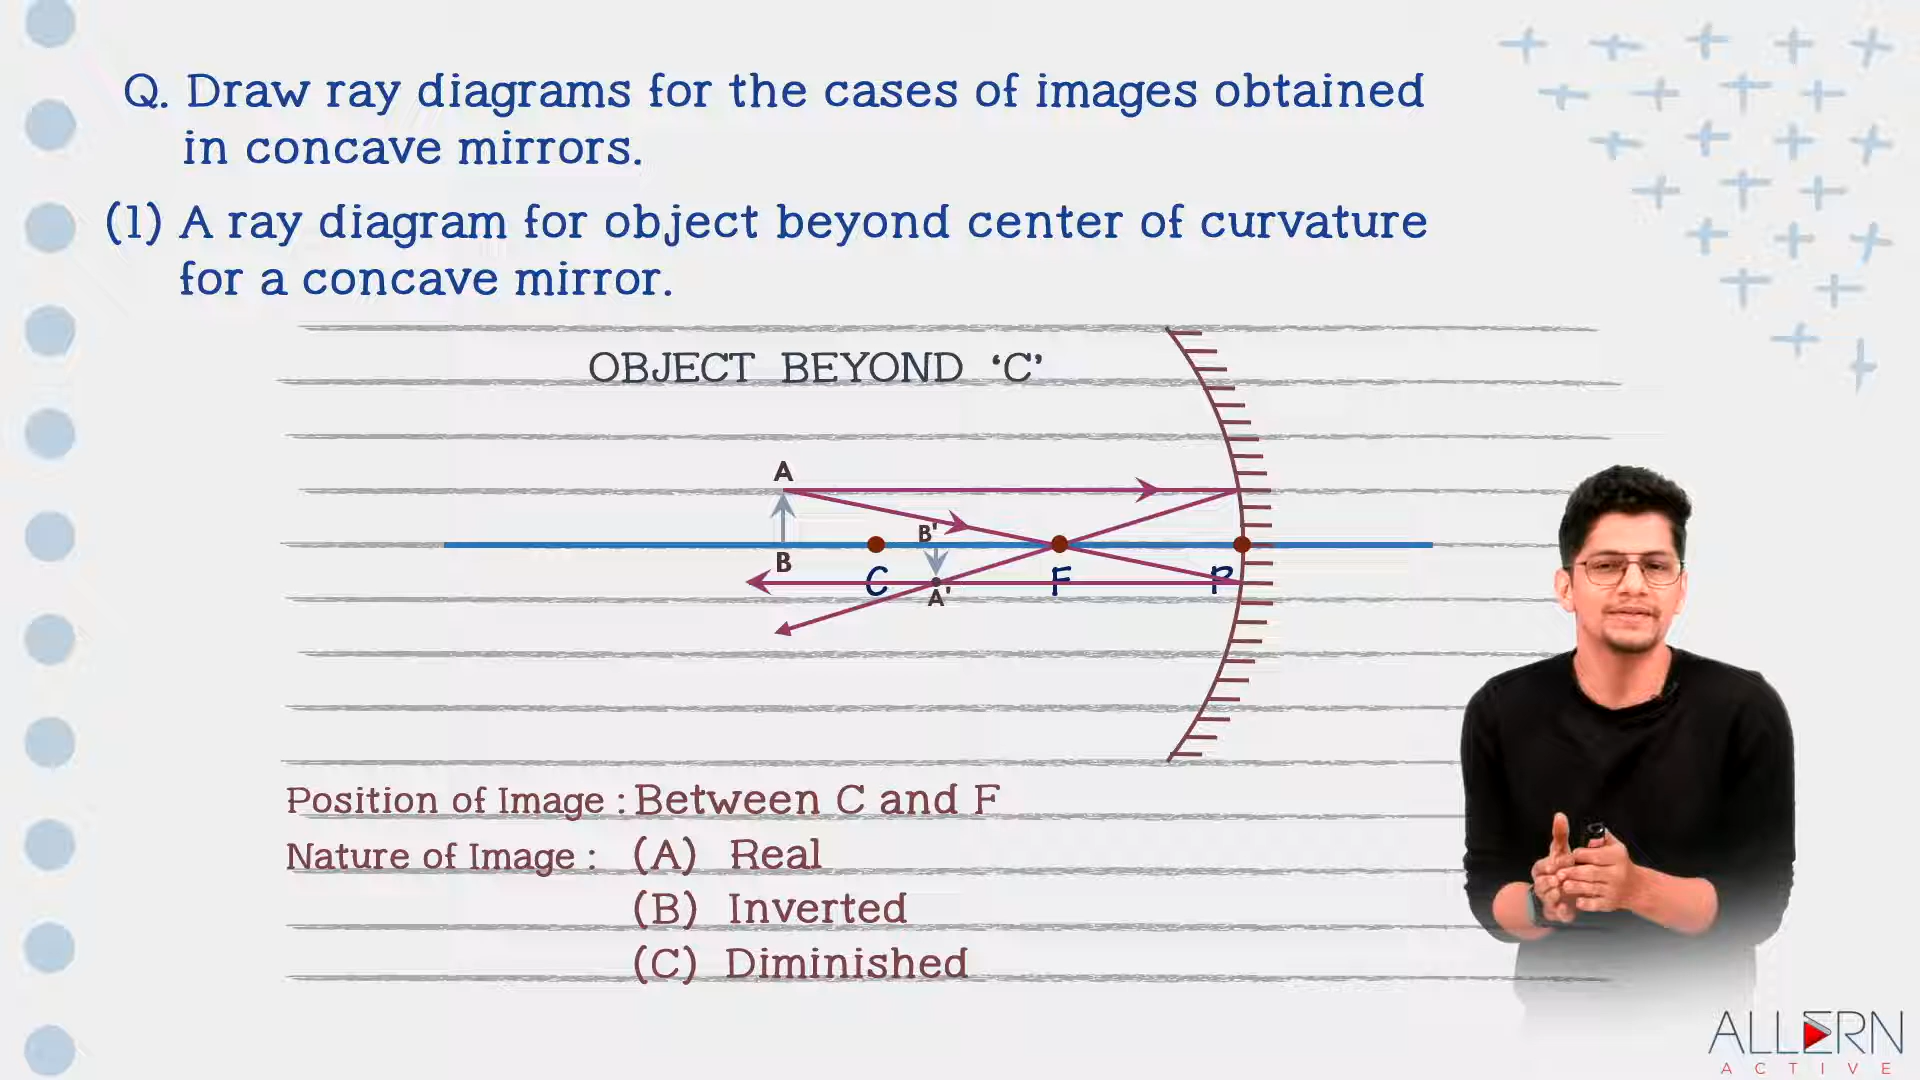 Q. Draw ray diagrams for the cases of images obtained
in concave mirrors.
(1) A ray diagram for object beyond center of curvature
for a concave mirror.
OBJECT BEYOND ‘C’
A
B'
B
C
F
P
A'
Position of Image : Between C and F
Nature of Image : (A) Real
(B) Inverted
(C) Diminished
ALLERN
ACTIVE